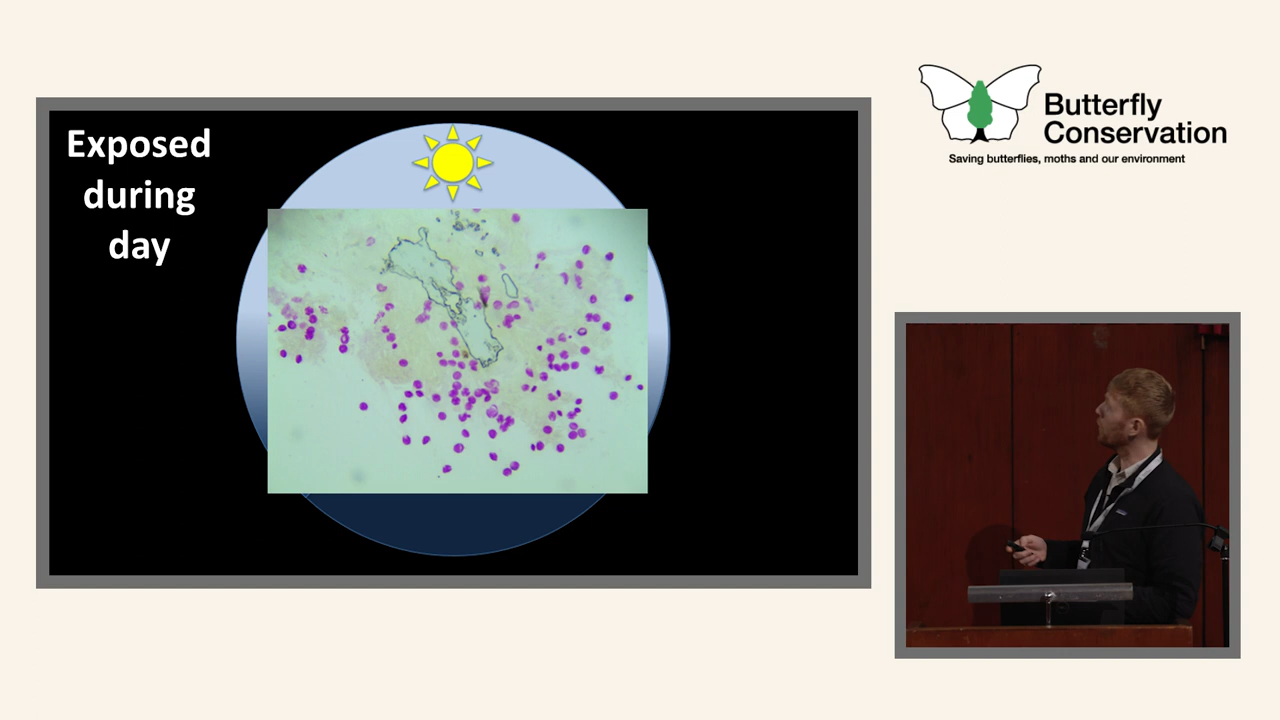 Exposed
during
day
Butterfly
Conservation
Saving butterflies, moths and our environment